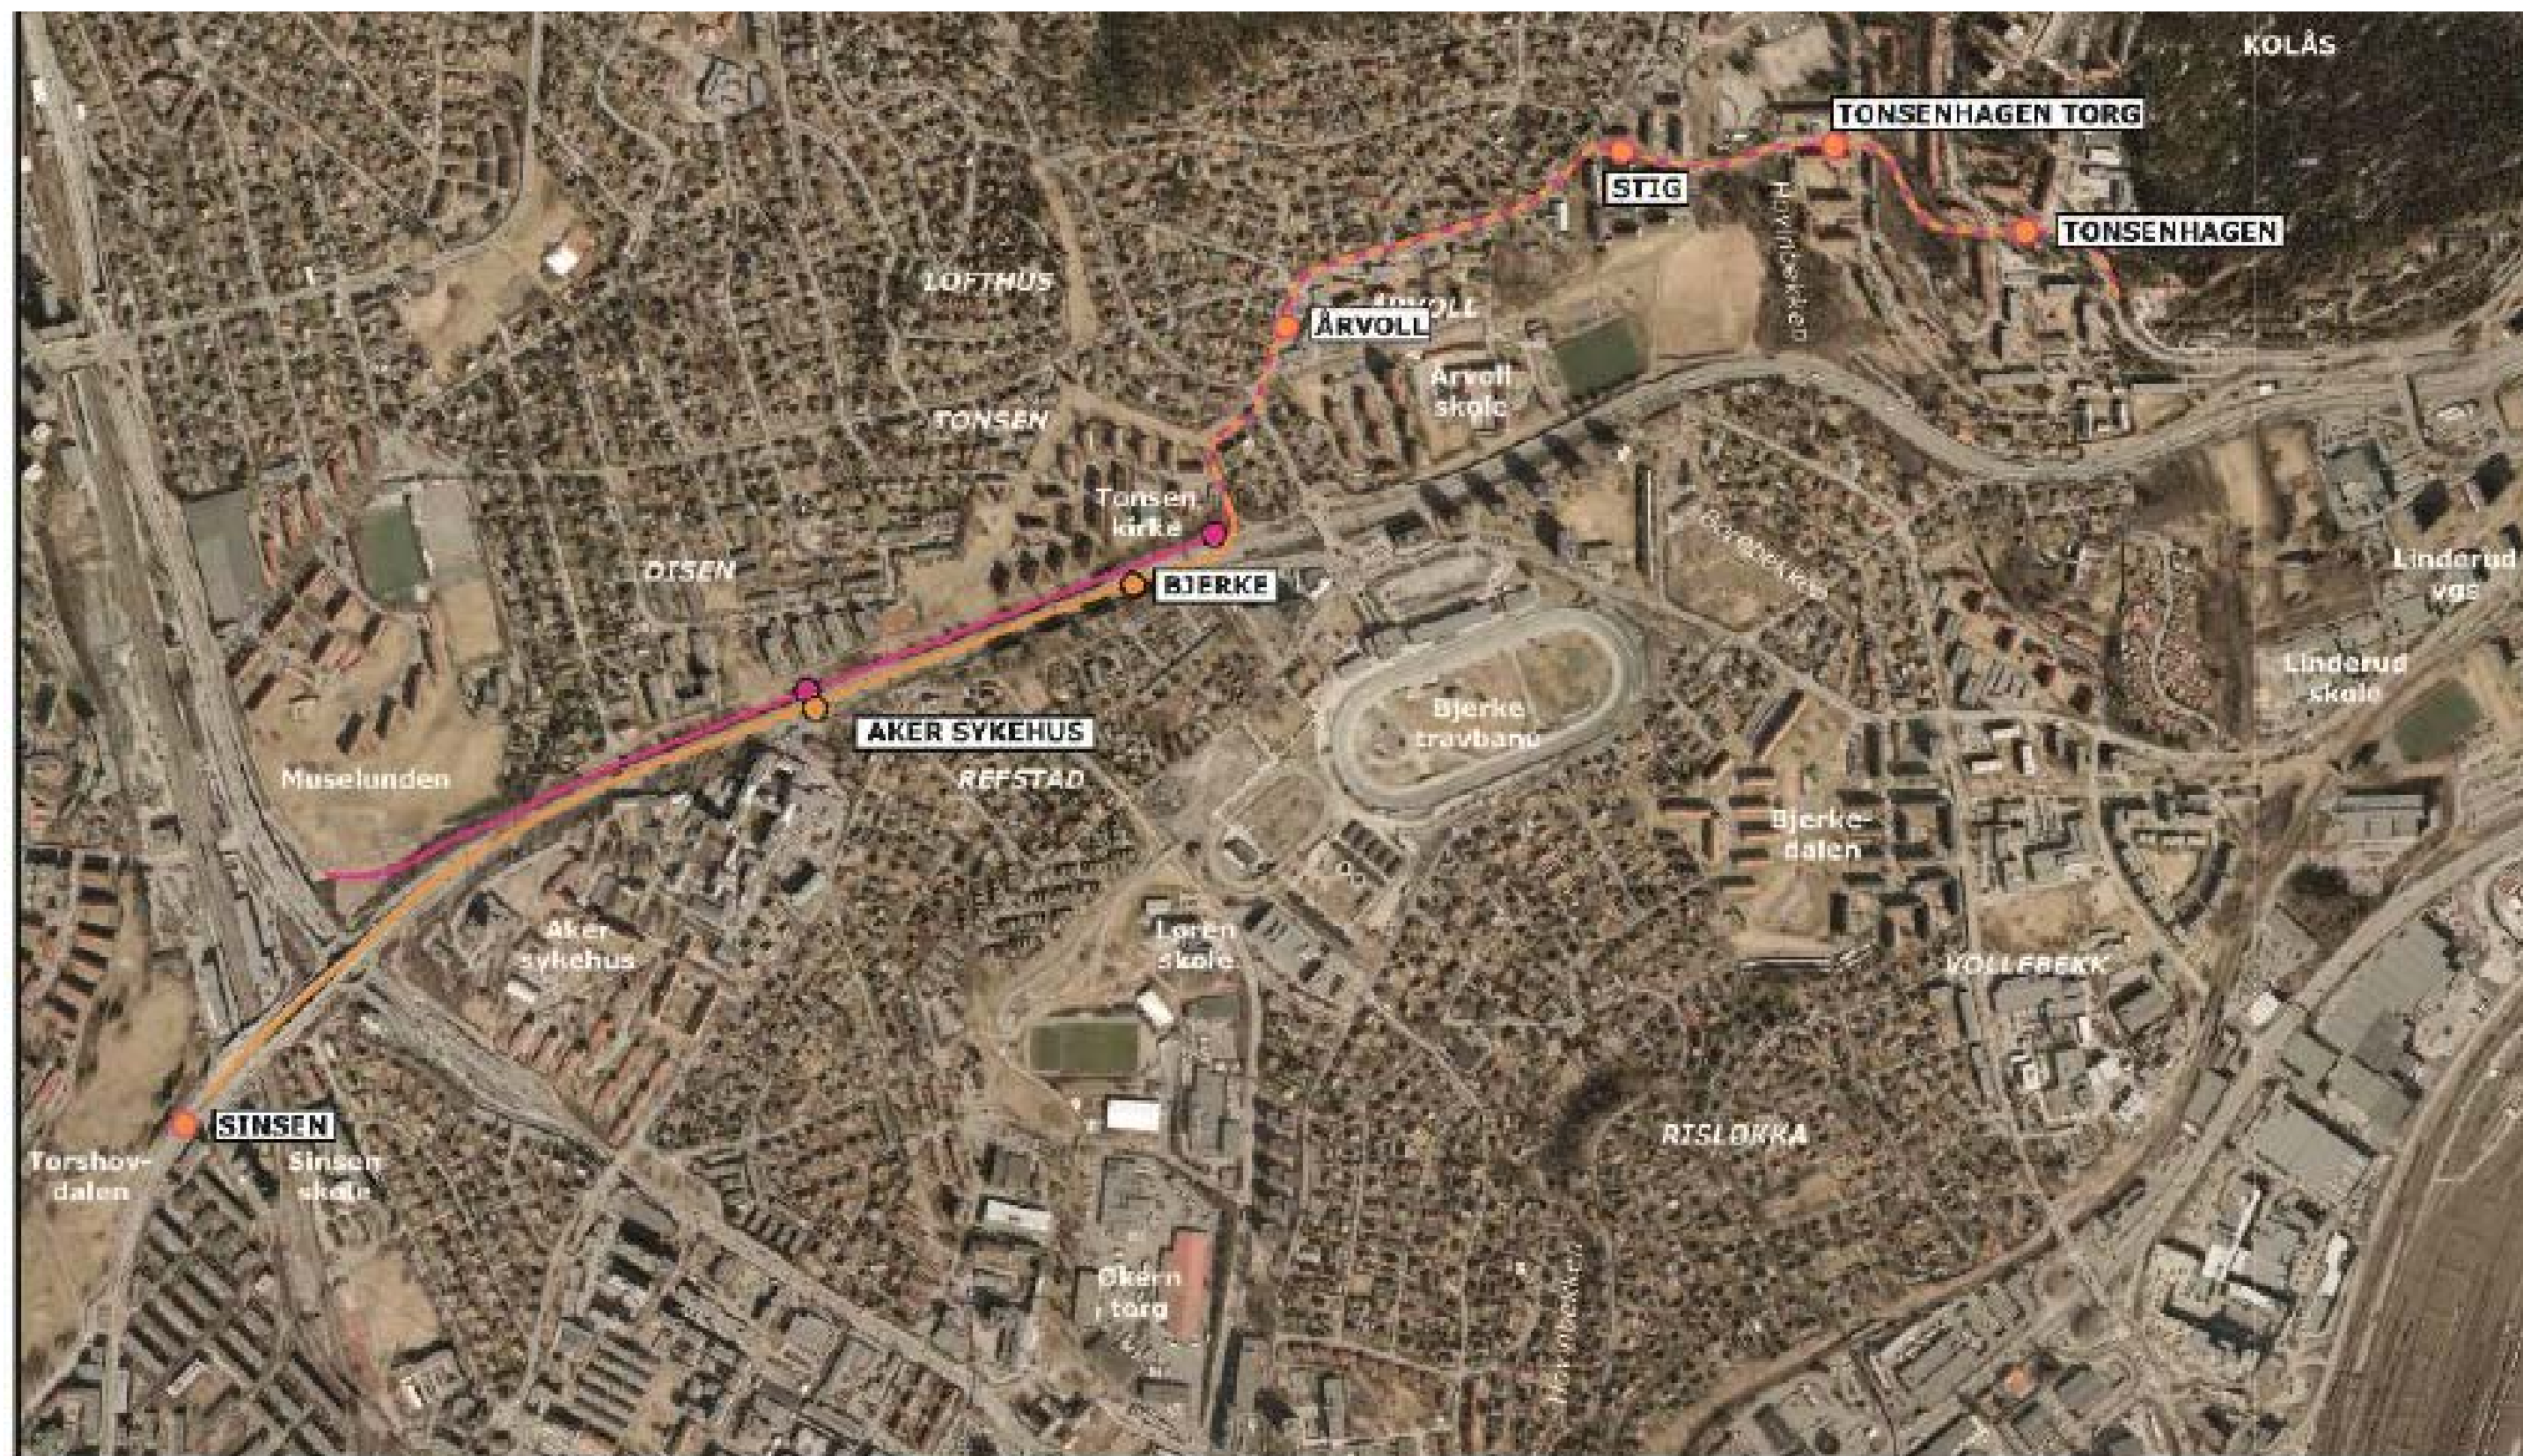 KOLÅS
TONSENHAGEN TORG
STIG
TONSENHAGEN
LOFTHUS
ÅRVOLL
ÅRVOLL
Hovinbekken
Årvoll
skole
TONSEN
Tonsen
kirke
DISEN
BJERKE
Linderud
vgs
Linderud
skole
Bjerke
travbane
AKER SYKEHUS
REFSTAD
Muselunden
Bjerke-
dalen
Aker
sykehus
Løren
skole
VOLLEBEKK
SINSEN
Torshov-
dalen
Sinsen
skole
RISLØKKA
Økern
torg
Hovinbekken